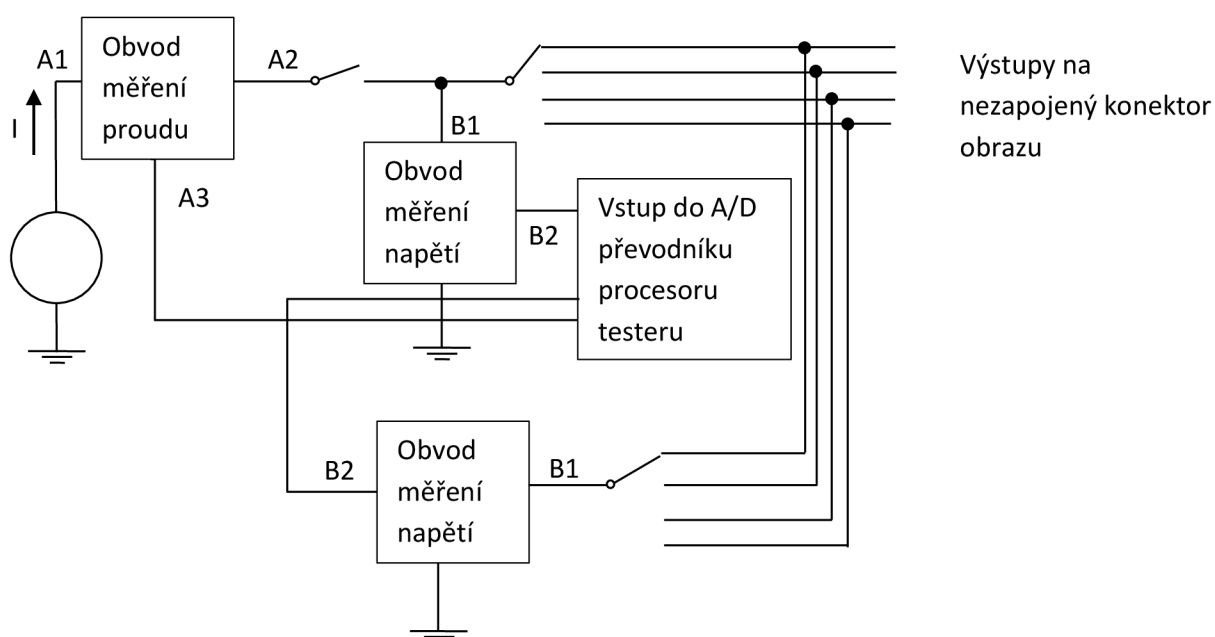 A1
Obvod
měření
proudu
A2
I
A3
B1
Obvod
měření
napětí
B2
Vstup do A/D
převodníku
procesoru
testeru
Výstupy na
nezapojený konektor
obrazu
B2
Obvod
měření
napětí
B1